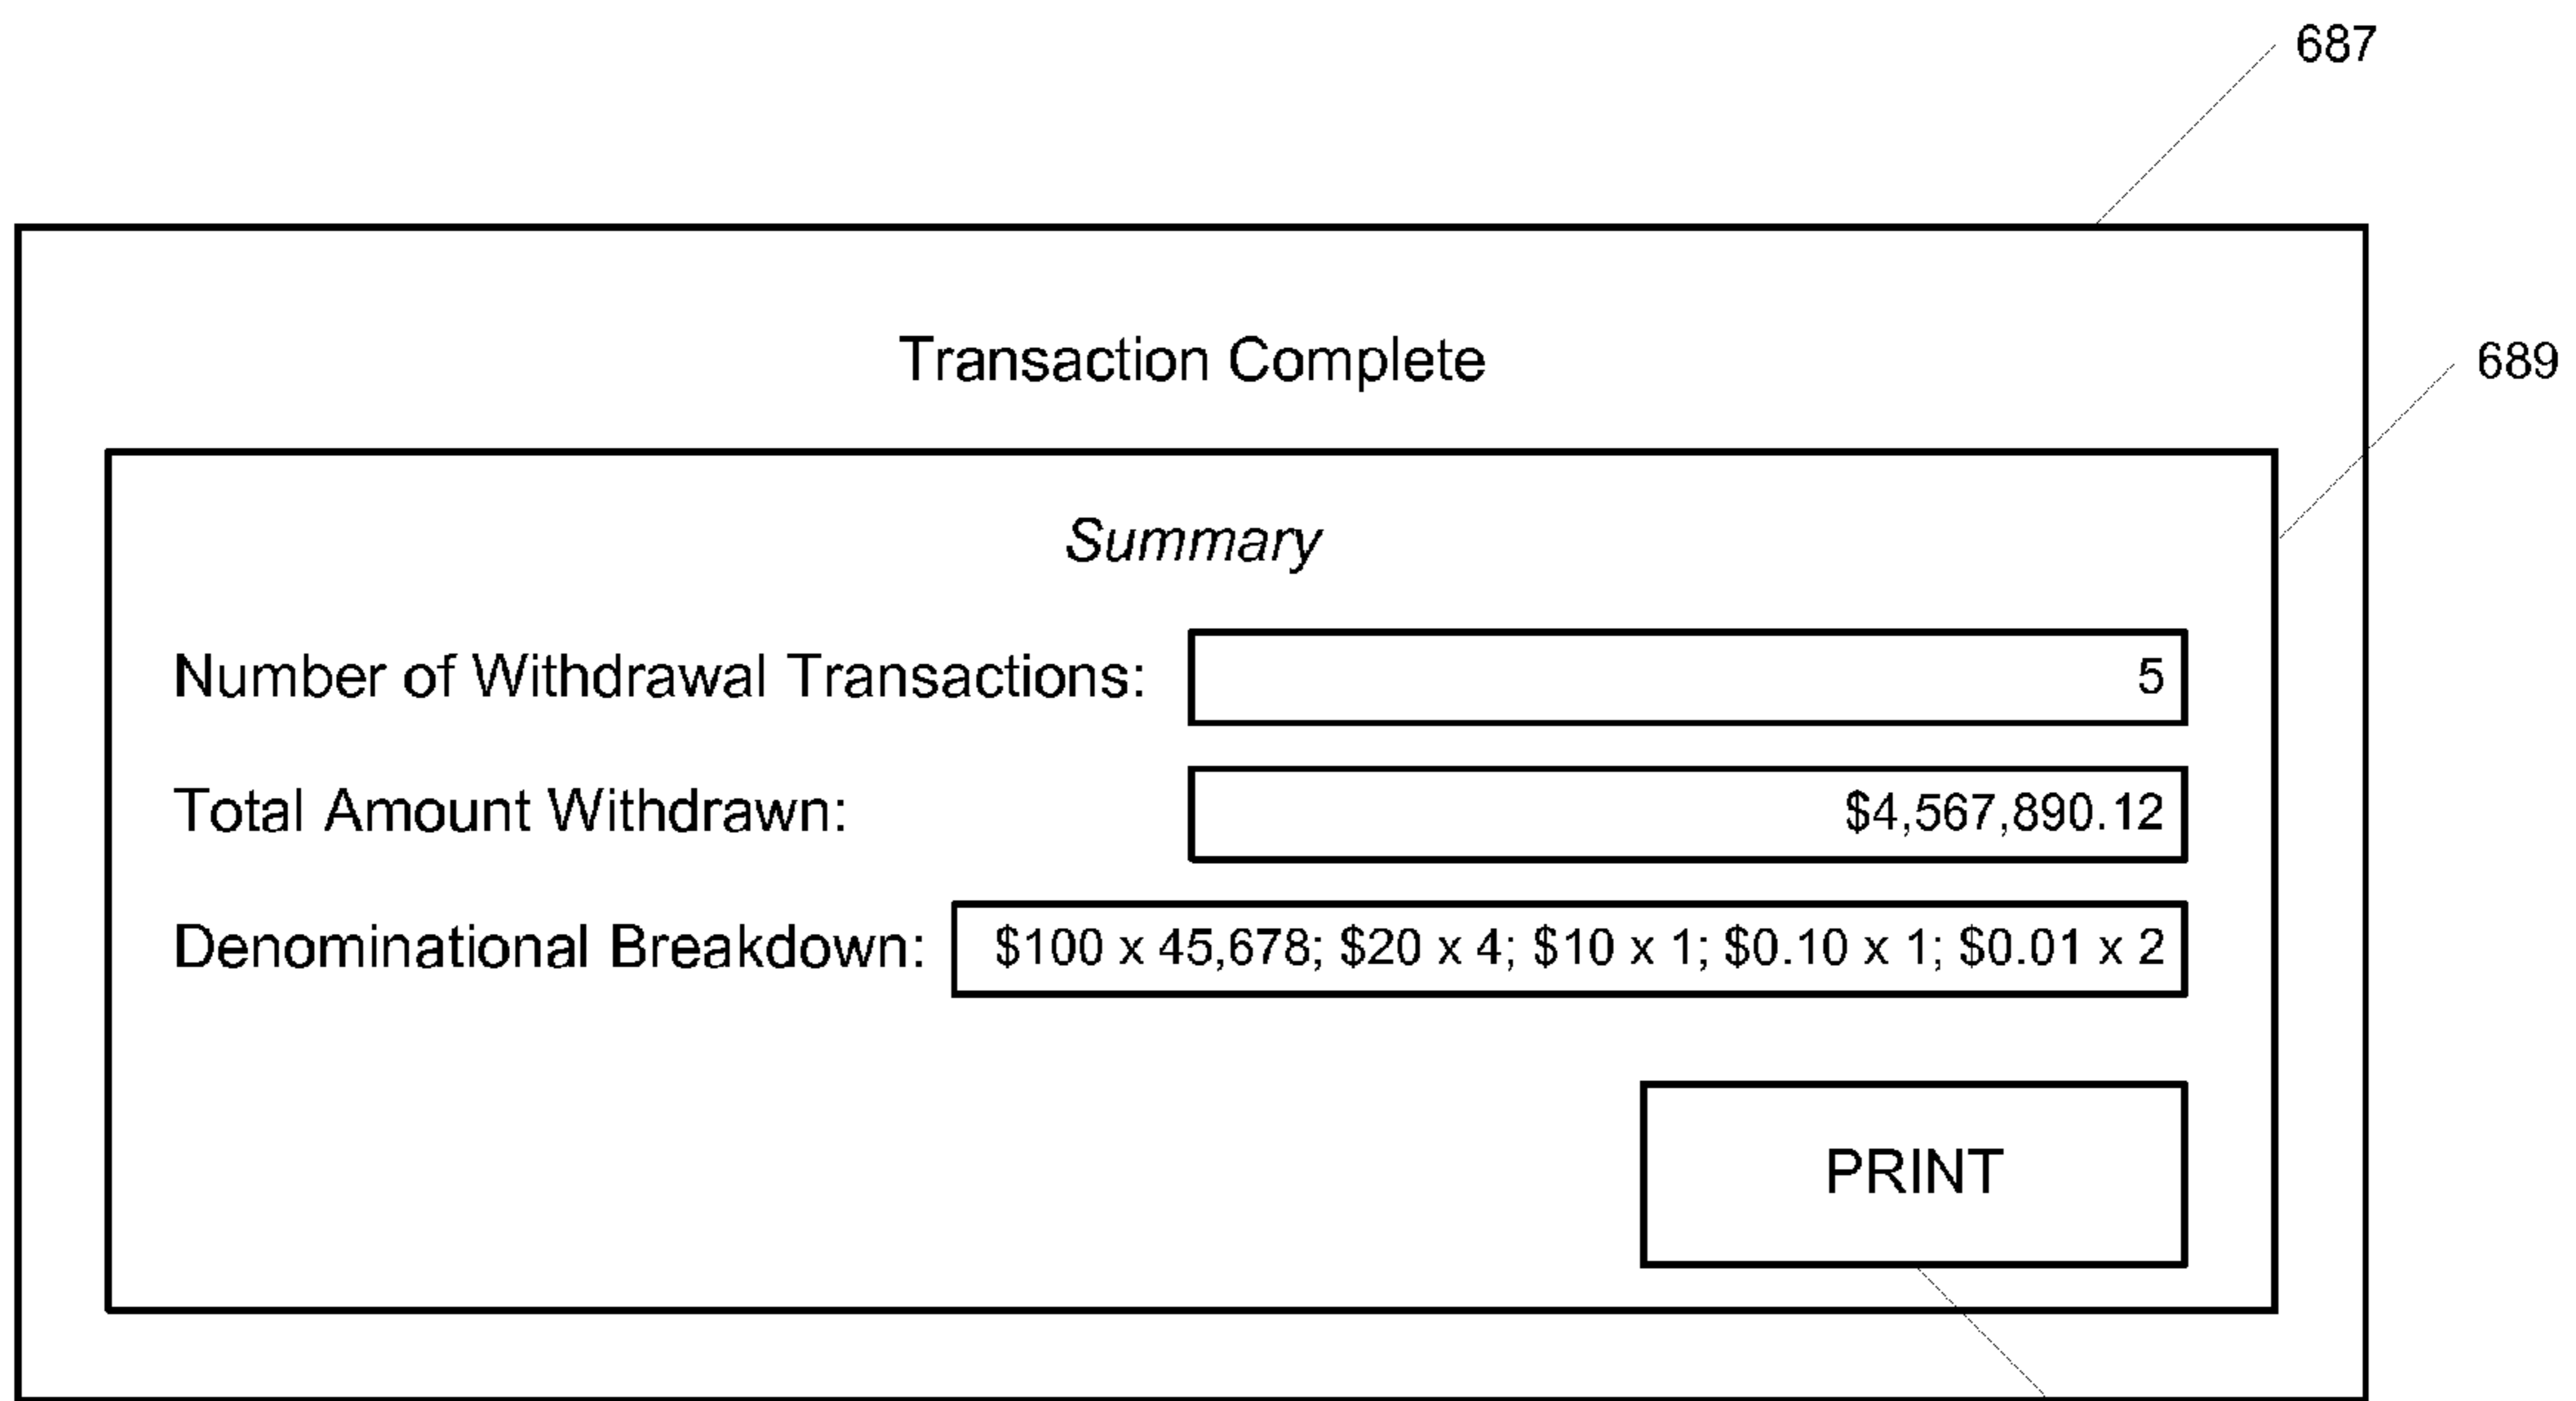 687
Transaction Complete
689
Summary
Number of Withdrawal Transactions: 5
Total Amount Withdrawn: $4,567,890.12
Denominational Breakdown: $100 x 45,678; $20 x 4; $10 x 1; $0.10 x 1; $0.01 x 2
PRINT